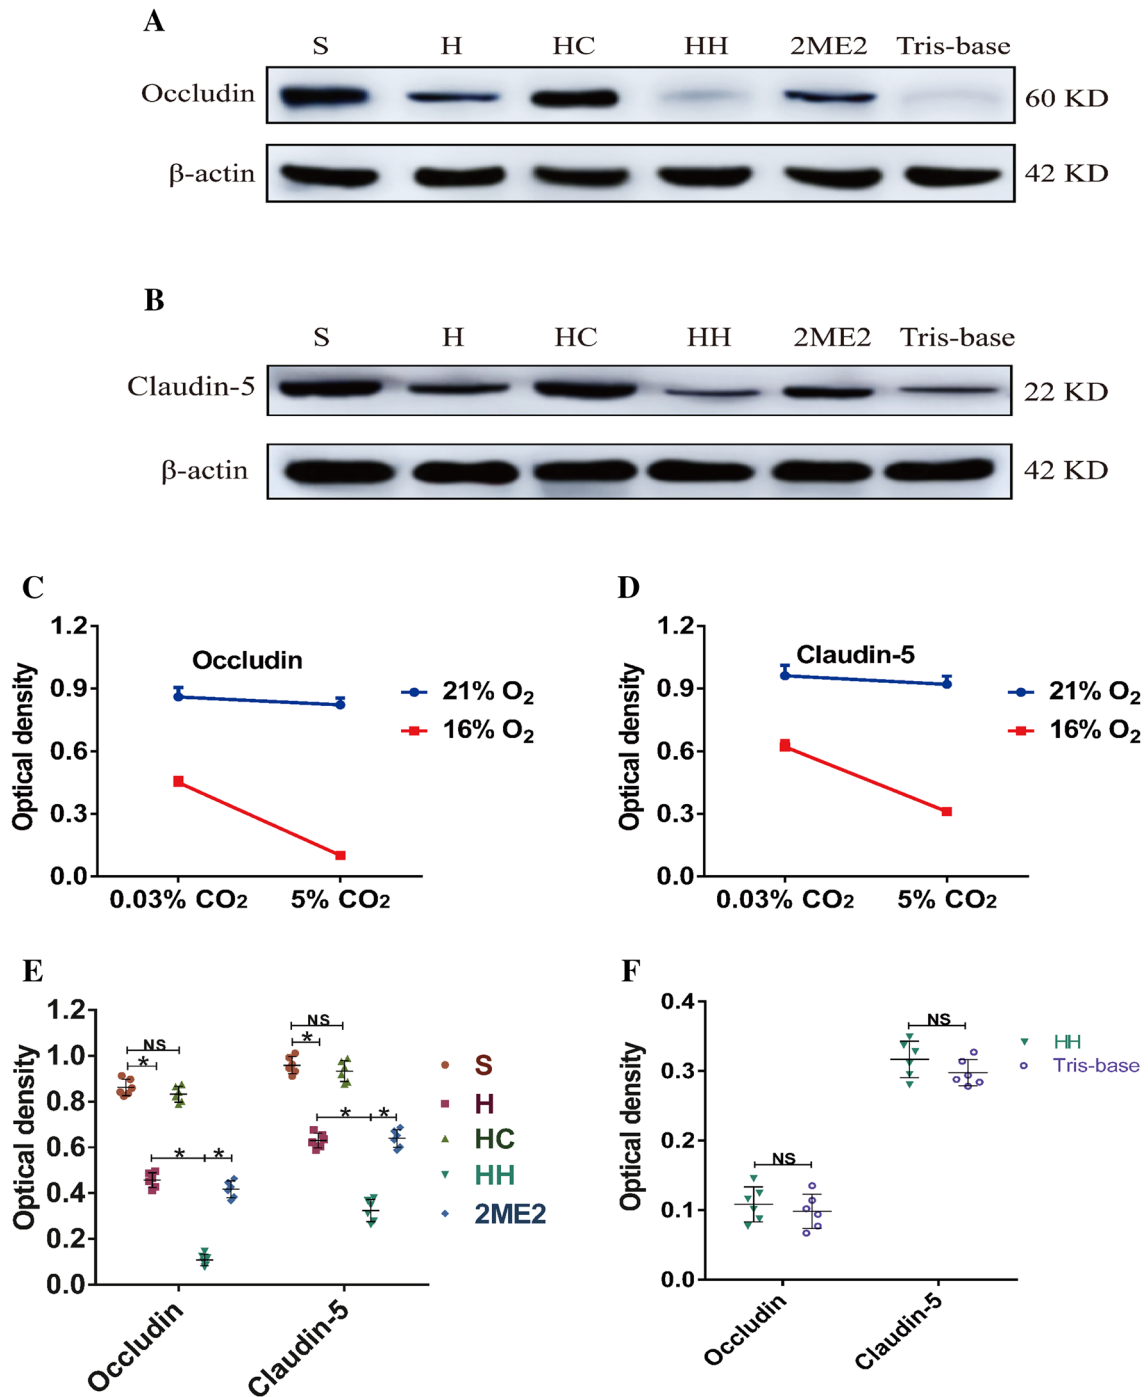 A
S H HC HH 2ME2 Tris-base
Occludin 60 KD
β-actin 42 KD
B
S H HC HH 2ME2 Tris-base
Claudin-5 22 KD
β-actin 42 KD
C
1.2
0.9
0.6
0.3
0.0
Optical density
Occludin
21% O₂
16% O₂
0.03% CO₂ 5% CO₂
D
1.2
0.9
0.6
0.3
0.0
Optical density
Claudin-5
21% O₂
16% O₂
0.03% CO₂ 5% CO₂
E
1.2
1.0
0.8
0.6
0.4
0.2
0.0
Optical density
NS
*
* *
NS
*
* *
S
H
HC
HH
2ME2
Occludin Claudin-5
F
0.4
0.3
0.2
0.1
0.0
Optical density
NS
NS
HH
Tris-base
Occludin Claudin-5